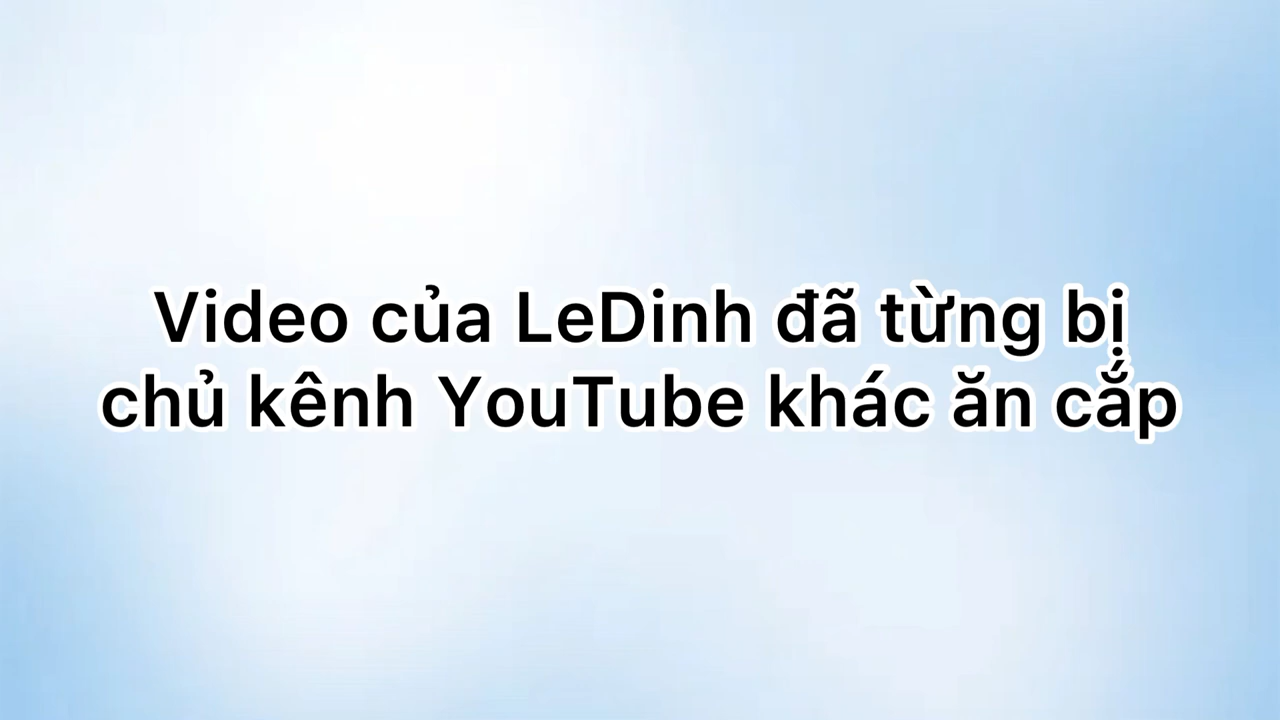 Video của LeDinh đã từng bị
chủ kênh YouTube khác ăn cắp